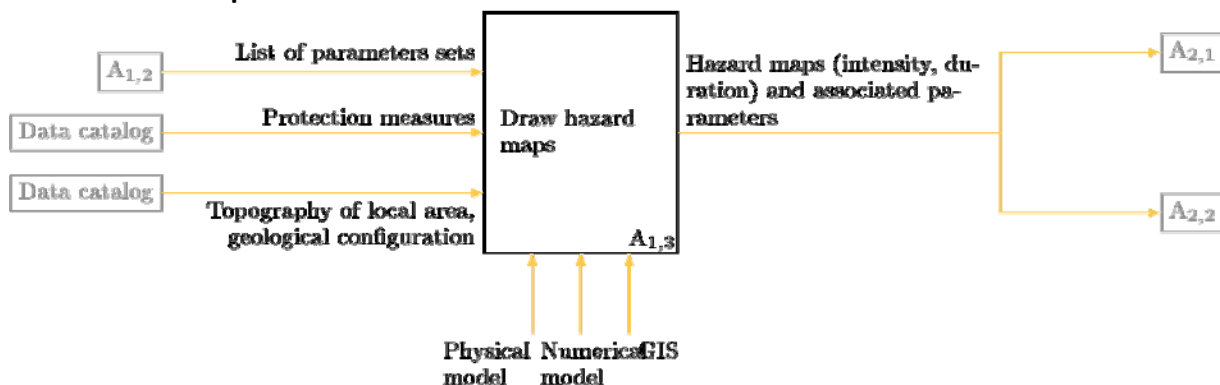 List of parameters sets
A1,2
Protection measures
Data catalog
Data catalog
Topography of local area,
geological configuration
Draw hazard
maps
A1,3
Hazard maps (intensity, du-
ration) and associated pa-
rameters
A2,1
A2,2
Physical
model
Numerical
model
GIS